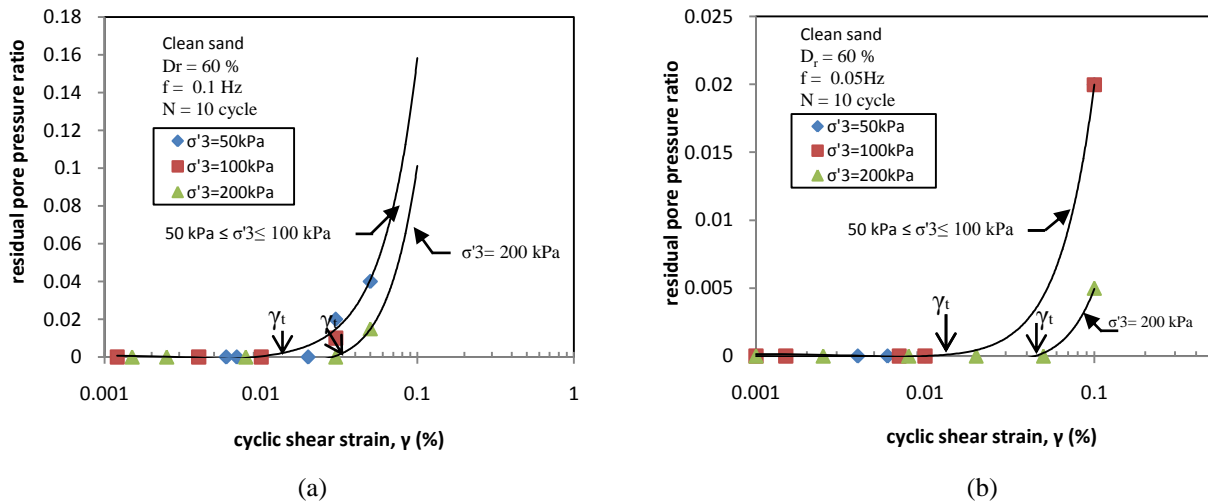 0.18
0.16
0.14
0.12
0.1
0.08
0.06
0.04
0.02
0
residual pore pressure ratio
Clean sand
Dr = 60 %
f = 0.1 Hz
N = 10 cycle
σ'3=50kPa
σ'3=100kPa
σ'3=200kPa
50 kPa ≤ σ'3≤ 100 kPa
σ'3= 200 kPa
γt
γt
0.001 0.01 0.1 1
cyclic shear strain, γ (%)
(a)
0.025
0.02
0.015
0.01
0.005
0
residual pore pressure ratio
Clean sand
Dr = 60 %
f = 0.05Hz
N = 10 cycle
σ'3=50kPa
σ'3=100kPa
σ'3=200kPa
50 kPa ≤ σ'3≤ 100 kPa
γt
γt
σ'3= 200 kPa
0.001 0.01 0.1
cyclic shear strain, γ (%)
(b)